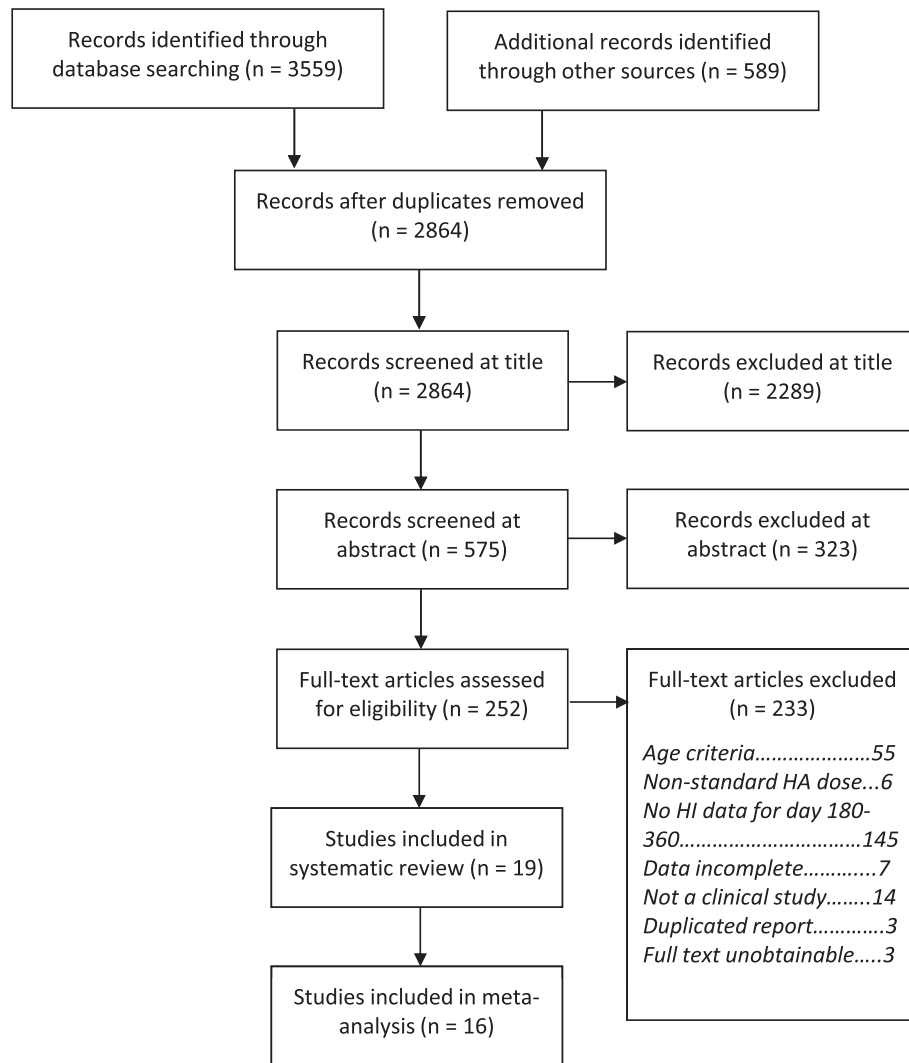 Records identified through
database searching (n = 3559)
Additional records identified
through other sources (n = 589)
Records after duplicates removed
(n = 2864)
Records screened at title
(n = 2864)
Records excluded at title
(n = 2289)
Records screened at
abstract (n = 575)
Records excluded at
abstract (n = 323)
Full-text articles assessed
for eligibility (n = 252)
Full-text articles excluded
(n = 233)
Age criteria.....................55
Non-standard HA dose...6
No HI data for day 180-
360.................................145
Data incomplete.............7
Not a clinical study........14
Duplicated report.............3
Full text unobtainable.....3
Studies included in
systematic review (n = 19)
Studies included in meta-
analysis (n = 16)